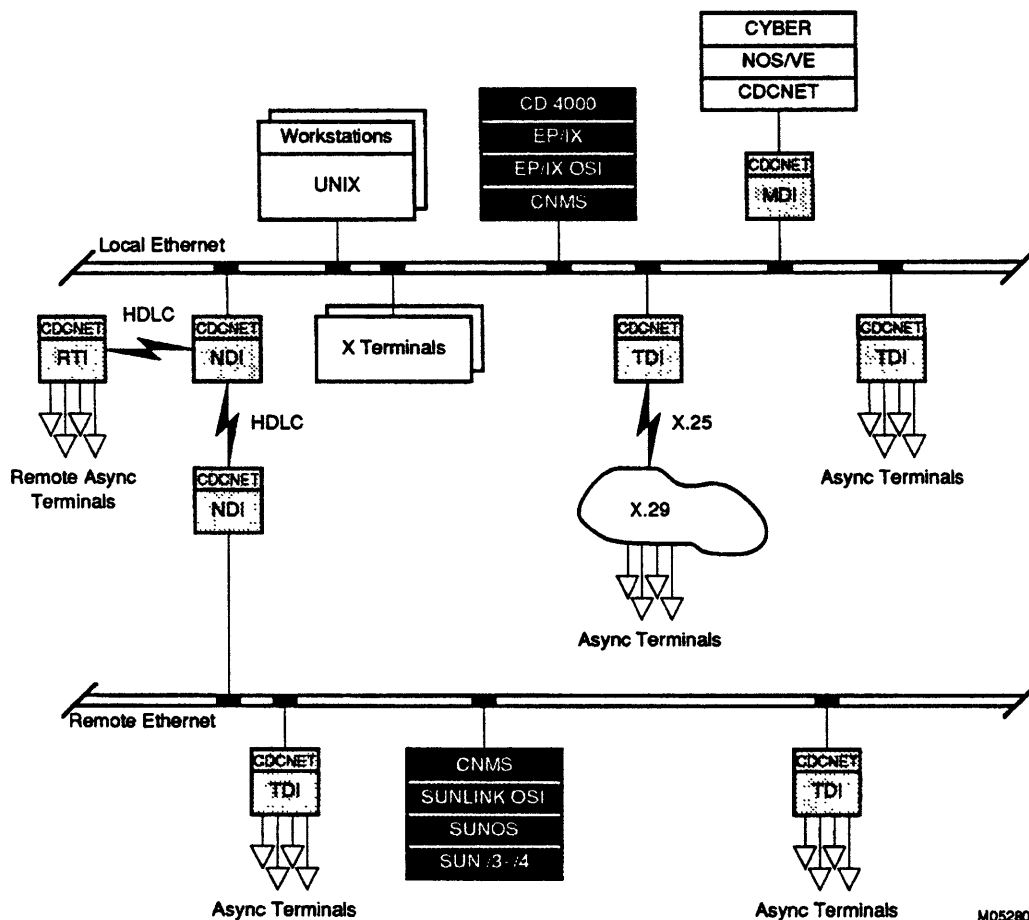 CYBER
NOS/VE
CDCNET
CD 4000
EP/IX
EP/IX OSI
CNMS
Workstations
UNIX
CDCNET
MDI
Local Ethernet
HDLC
CDCNET
RTI
CDCNET
NDI
X Terminals
CDCNET
TDI
CDCNET
TDI
HDLC
X.25
Remote Async
Terminals
CDCNET
NDI
X.29
Async Terminals
Async Terminals
Remote Ethernet
CDCNET
TDI
CNMS
SUNLINK OSI
SUNOS
SUN /3-/4
CDCNET
TDI
Async Terminals
Async Terminals
M05280